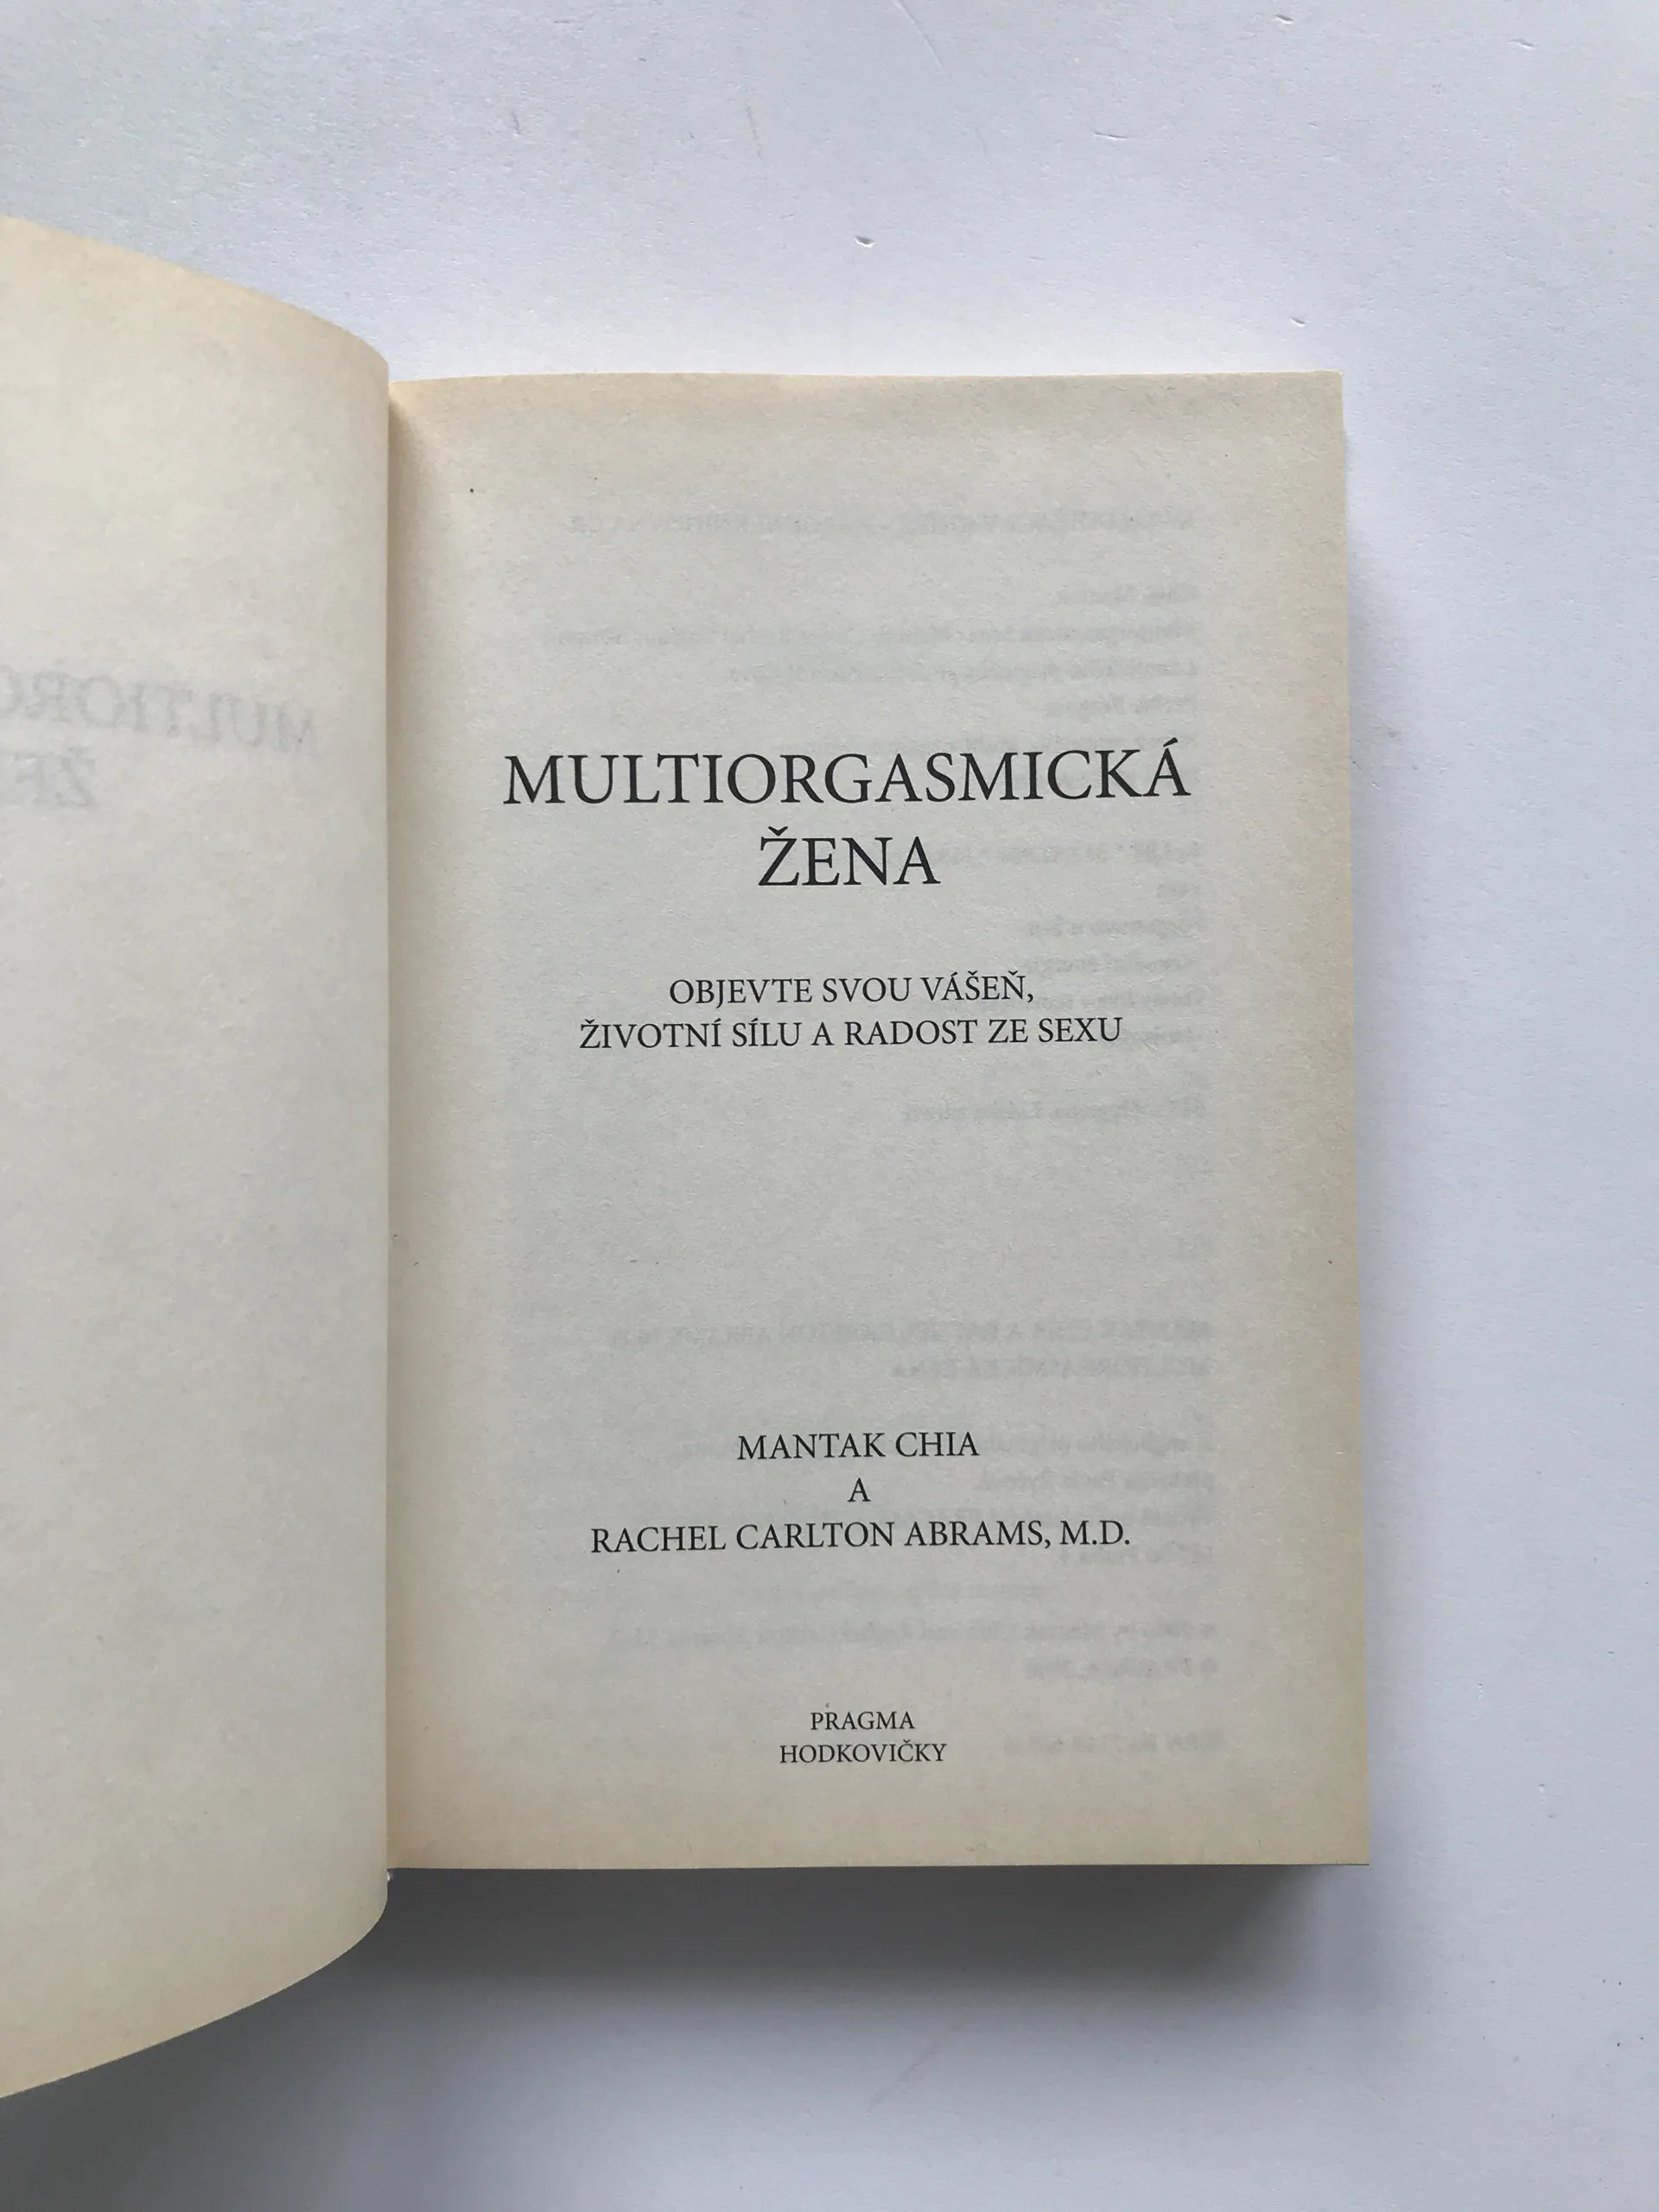 MULTIORGASMICKÁ
ŽENA
OBJEVTE SVOU VÁŠEŇ,
ŽIVOTNÍ SÍLU A RADOST ZE SEXU
MANTAK CHIA
A
RACHEL CARLTON ABRAMS, M.D.
PRAGMA
HODKOVIČKY